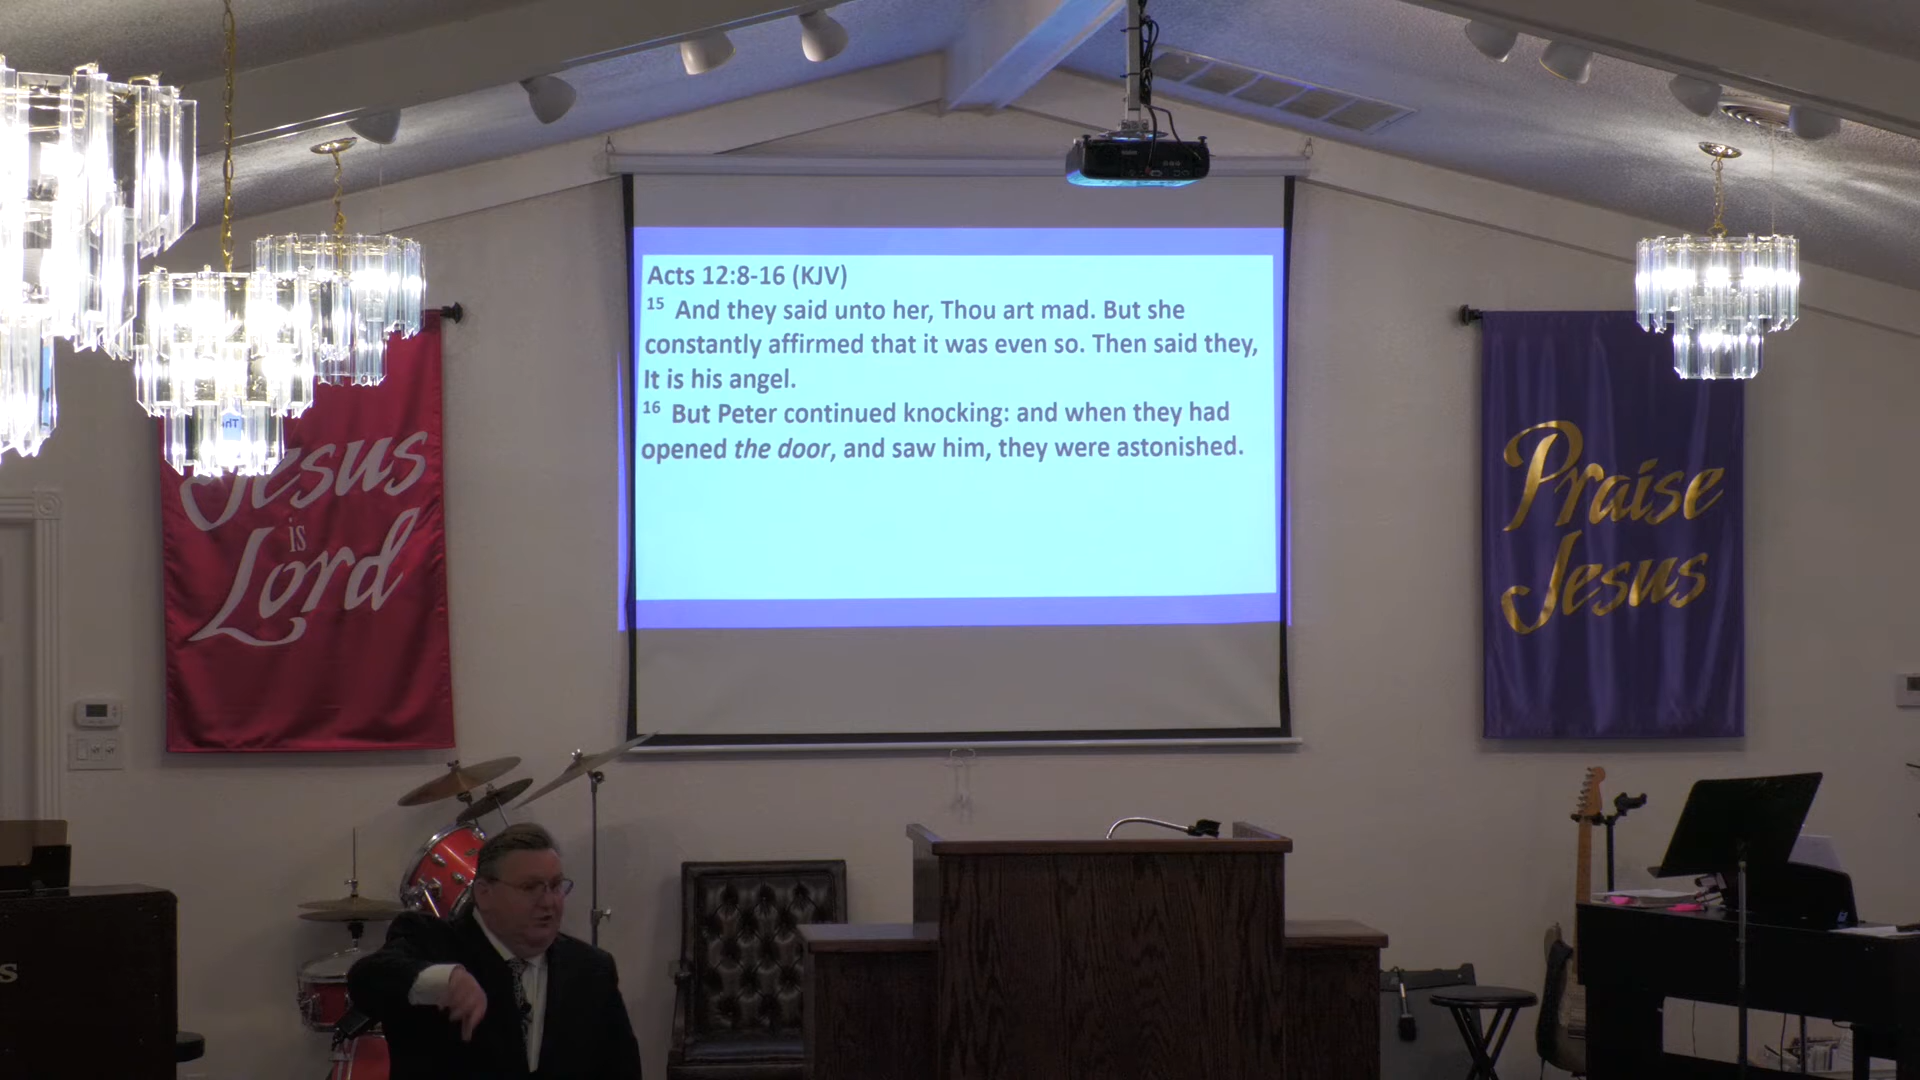 Acts 12:8-16 (KJV)
15 And they said unto her, Thou art mad. But she
constantly affirmed that it was even so. Then said they,
It is his angel.
16 But Peter continued knocking: and when they had
opened the door, and saw him, they were astonished.
Jesus
is
Lord
Praise
Jesus